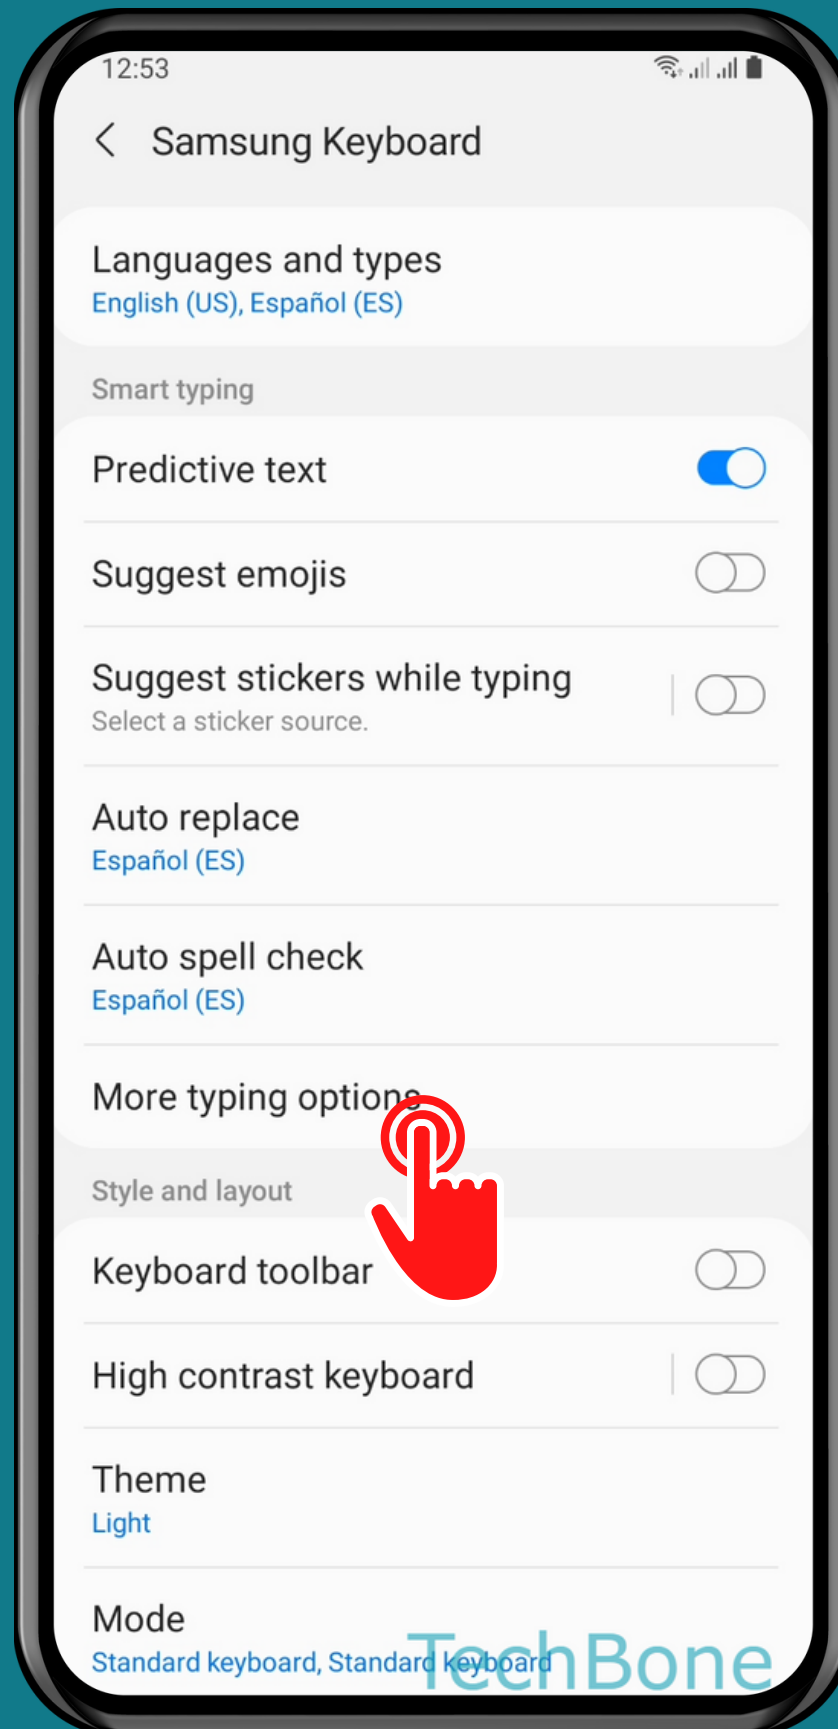 12:53
Samsung Keyboard
Languages and types
English (US), Español (ES)
Smart typing
Predictive text
Suggest emojis
Suggest stickers while typing
Select a sticker source.
Auto replace
Español (ES)
Auto spell check
Español (ES)
More typing options
Style and layout
Keyboard toolbar
High contrast keyboard
Theme
Light
Mode
Standard keyboard, Standard keyboard
TechBone